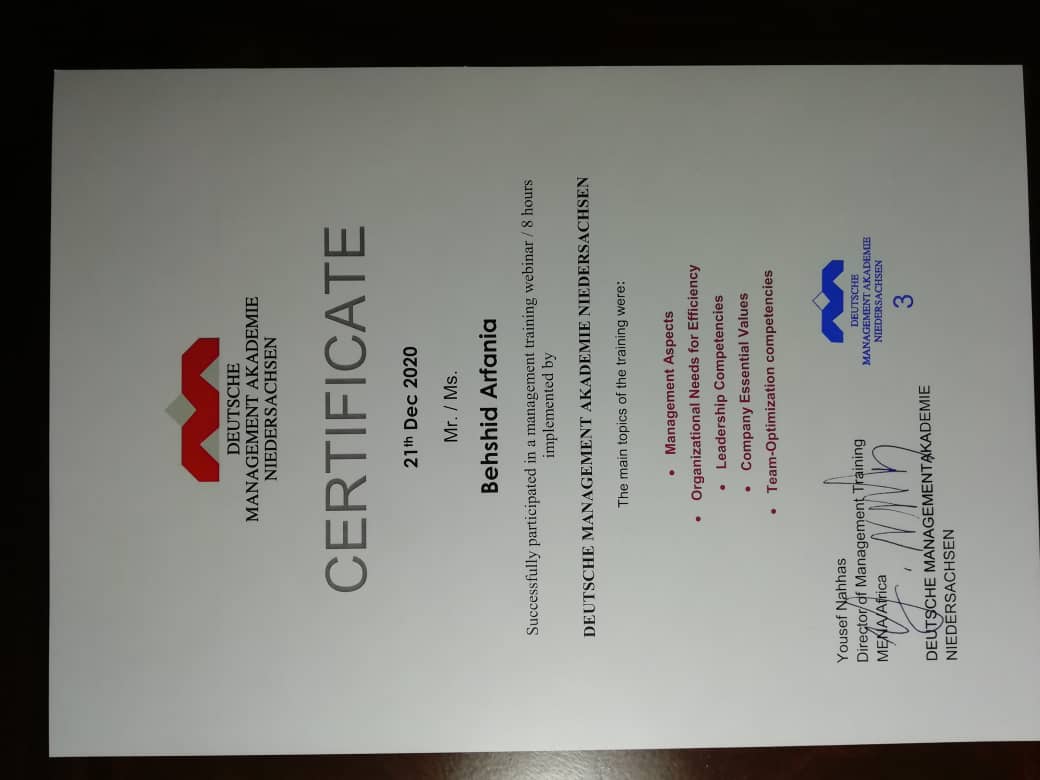 DEUTSCHE
MANAGEMENT AKADEMIE
NIEDERSACHSEN
CERTIFICATE
21th Dec 2020
Mr. / Ms.
Behshid Arfania
Successfully participated in a management training webinar / 8 hours
implemented by
DEUTSCHE MANAGEMENT AKADEMIE NIEDERSACHSEN
The main topics of the training were:
• Management Aspects
• Organizational Needs for Efficiency
• Leadership Competencies
• Company Essential Values
• Team-Optimization competencies
DEUTSCHE
MANAGEMENT AKADEMIE
NIEDERSACHSEN
3
Yousef Nahhas
Director of Management Training
MENA/Africa
DEUTSCHE MANAGEMENTAKADEMIE
NIEDERSACHSEN